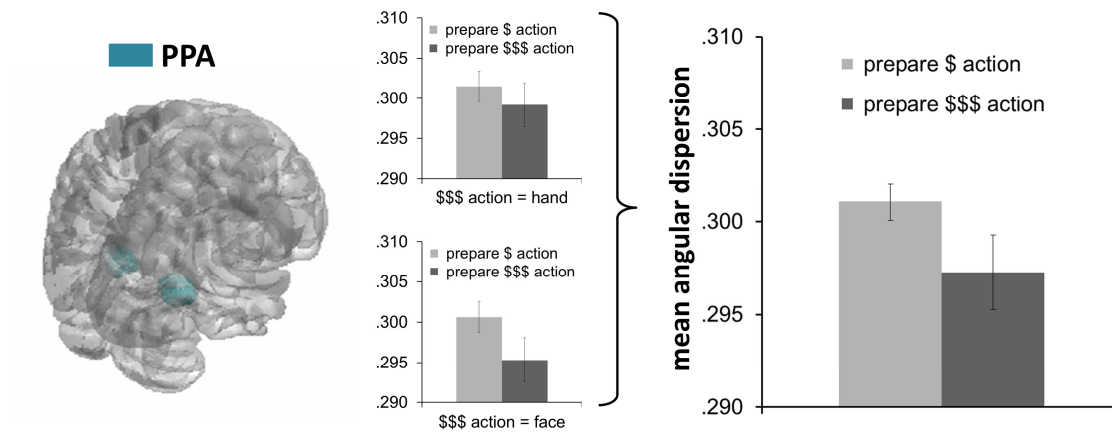 PPA
.310
.305
.300
.295
.290
prepare $ action
prepare $$$ action
$$$ action = hand
.310
.305
.300
.295
.290
prepare $ action
prepare $$$ action
$$$ action = face
mean angular dispersion
.310
.305
.300
.295
.290
prepare $ action
prepare $$$ action